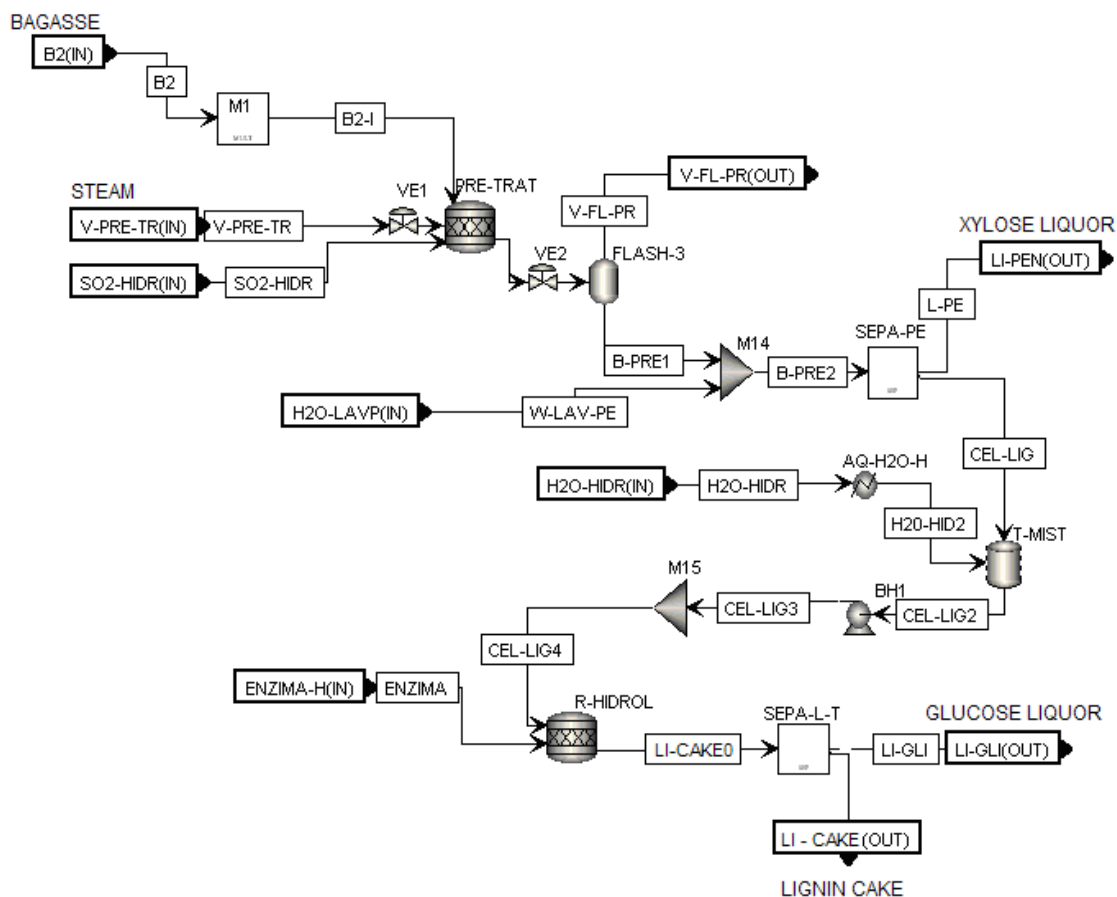 BAGASSE
B2(IN)
B2
M1
B2-I
STEAM
VE1
PRE-TRAT
V-FL-PR(OUT)
V-FL-PR
V-PRE-TR(IN)
V-PRE-TR
XYLOSE LIQUOR
SO2-HIDR(IN)
SO2-HIDR
VE2
FLASH-3
LI-PEN(OUT)
L-PE
SEPA-PE
M14
B-PRE1
B-PRE2
H2O-LAVP(IN)
W-LAV-PE
CEL-LIG
AQ-H2O-H
H2O-HIDR(IN)
H2O-HIDR
H20-HID2
T-MIST
M15
BH1
CEL-LIG3
CEL-LIG2
CEL-LIG4
ENZIMA-H(IN)
ENZIMA
R-HIDROL
SEPA-L-T
GLUCOSE LIQUOR
LI-CAKE0
LI-GLI
LI-GLI(OUT)
LI - CAKE(OUT)
LIGNIN CAKE